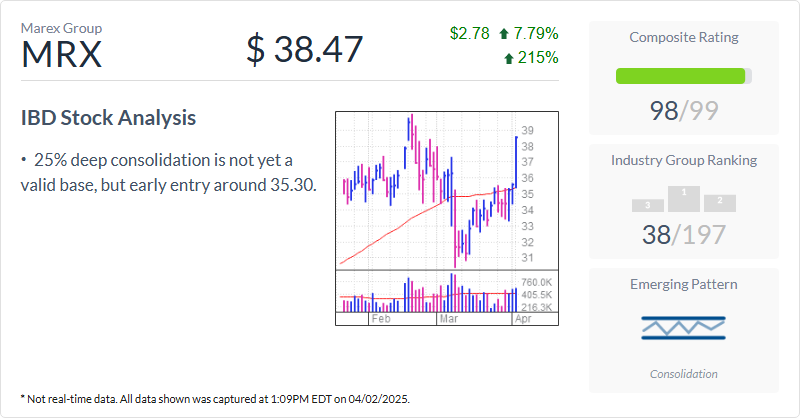 Marex Group
MRX
$ 38.47
$2.78 7.79%
215%
IBD Stock Analysis
• 25% deep consolidation is not yet a
valid base, but early entry around 35.30.
39
38
37
36
35
34
33
32
31
760.0K
405.5K
216.3K
Feb
Mar
Apr
Composite Rating
98/99
Industry Group Ranking
3
1
2
38/197
Emerging Pattern
Consolidation
* Not real-time data. All data shown was captured at 1:09PM EDT on 04/02/2025.